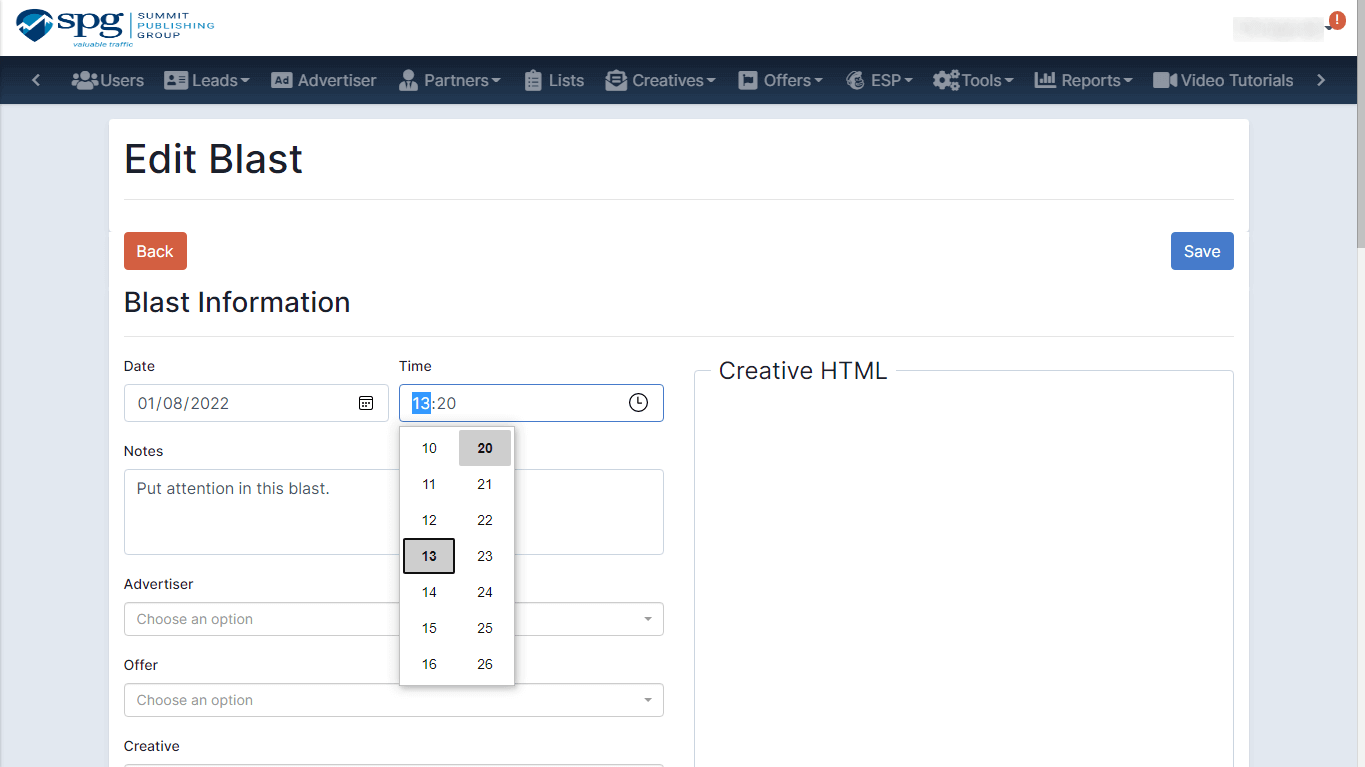 spg SUMMIT PUBLISHING GROUP
valuable traffic
!
Users Leads Ad Advertiser Partners Lists Creatives Offers ESP Tools Reports Video Tutorials
Edit Blast
Back Save
Blast Information
Date Time
01/08/2022 13:20
Creative HTML
10 20
11 21
12 22
13 23
14 24
15 25
16 26
Notes
Put attention in this blast.
Advertiser
Choose an option
Offer
Choose an option
Creative